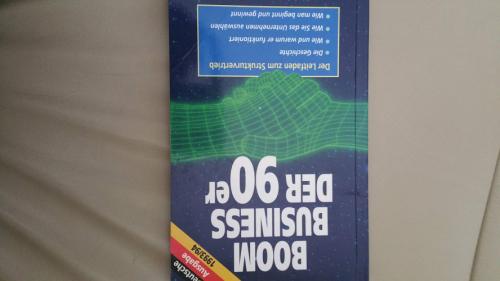 Deutsche
Ausgabe
1993/94
BOOM
BUSINESS
DER 90er
Der Leitfaden zum Strukturvertrieb
• Die Geschichte
• Wie und warum er funktioniert
• Wie Sie das Unternehmen auswählen
• Wie man beginnt und gewinnt